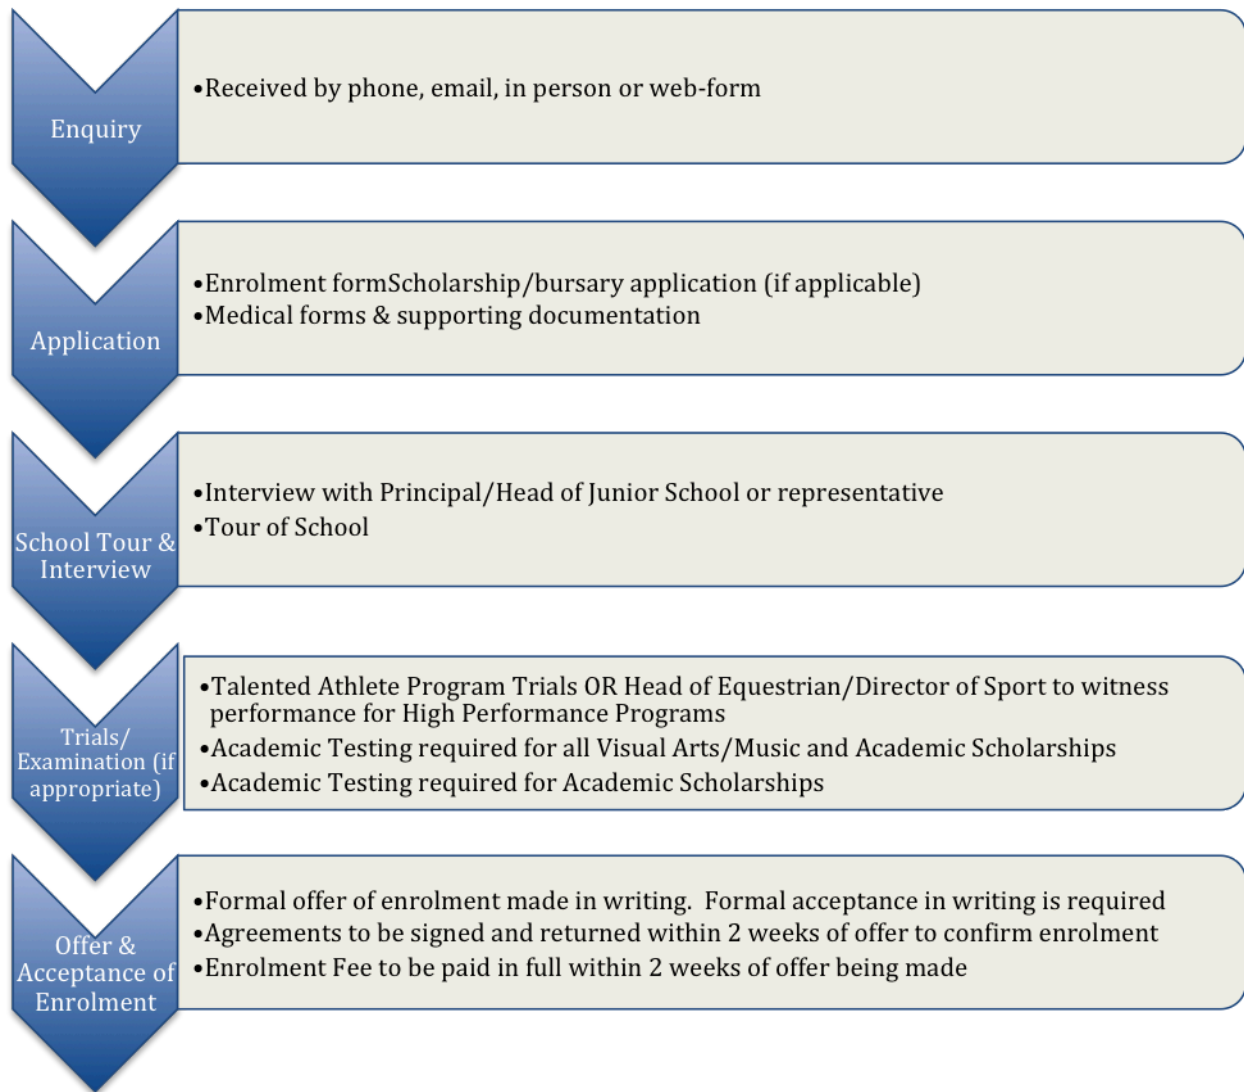 Enquiry
•Received by phone, email, in person or web-form
Application
•Enrolment formScholarship/bursary application (if applicable)
•Medical forms & supporting documentation
School Tour &
Interview
•Interview with Principal/Head of Junior School or representative
•Tour of School
Trials/
Examination (if
appropriate)
•Talented Athlete Program Trials OR Head of Equestrian/Director of Sport to witness
performance for High Performance Programs
•Academic Testing required for all Visual Arts/Music and Academic Scholarships
•Academic Testing required for Academic Scholarships
Offer &
Acceptance of
Enrolment
•Formal offer of enrolment made in writing.  Formal acceptance in writing is required
•Agreements to be signed and returned within 2 weeks of offer to confirm enrolment
•Enrolment Fee to be paid in full within 2 weeks of offer being made